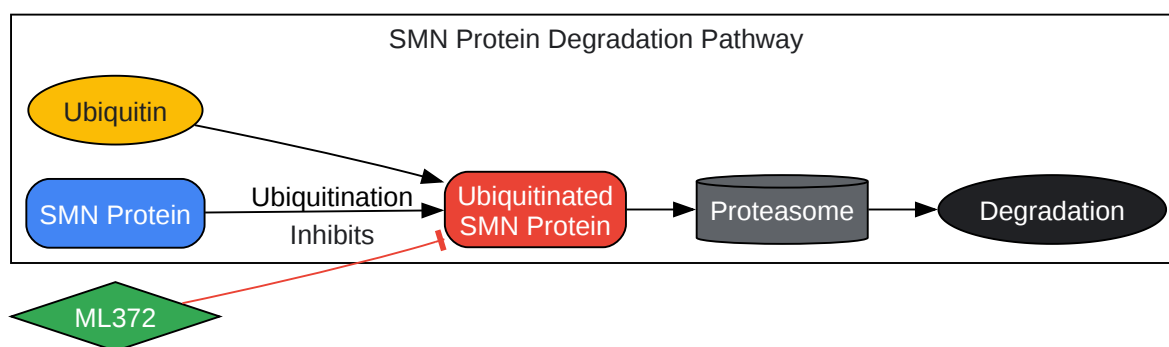 SMN Protein Degradation Pathway
Ubiquitin
SMN Protein
Ubiquitination
Inhibits
Ubiquitinated
SMN Protein
Proteasome
Degradation
ML372